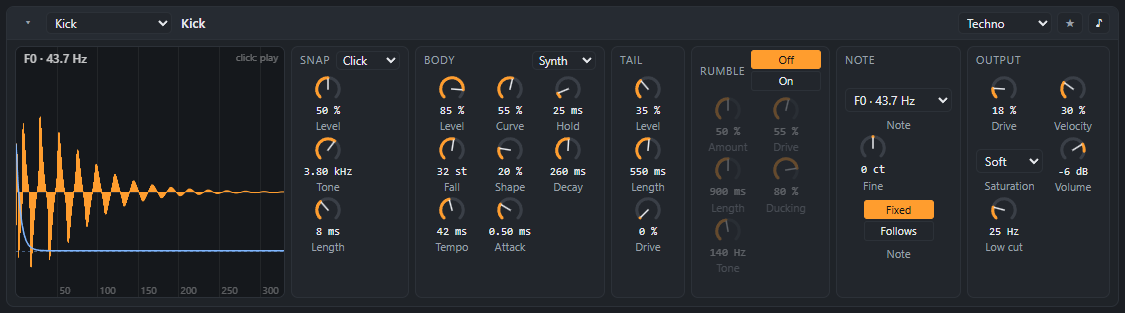 Kick Kick Techno ★ ♪
F0 · 43.7 Hz click: play
50 100 150 200 250 300
SNAP Click
50 %
Level
3.80 kHz
Tone
8 ms
Length
BODY Synth
85 % 55 % 25 ms
Level Curve Hold
32 st 20 % 260 ms
Fall Shape Decay
42 ms 0.50 ms
Tempo Attack
TAIL
35 %
Level
550 ms
Length
0 %
Drive
RUMBLE Off
On
50 % 55 %
Amount Drive
900 ms 80 %
Length Ducking
140 Hz
Tone
NOTE
F0 · 43.7 Hz
Note
0 ct
Fine
Fixed
Follows
Note
OUTPUT
18 % 30 %
Drive Velocity
Soft -6 dB
Saturation Volume
25 Hz
Low cut